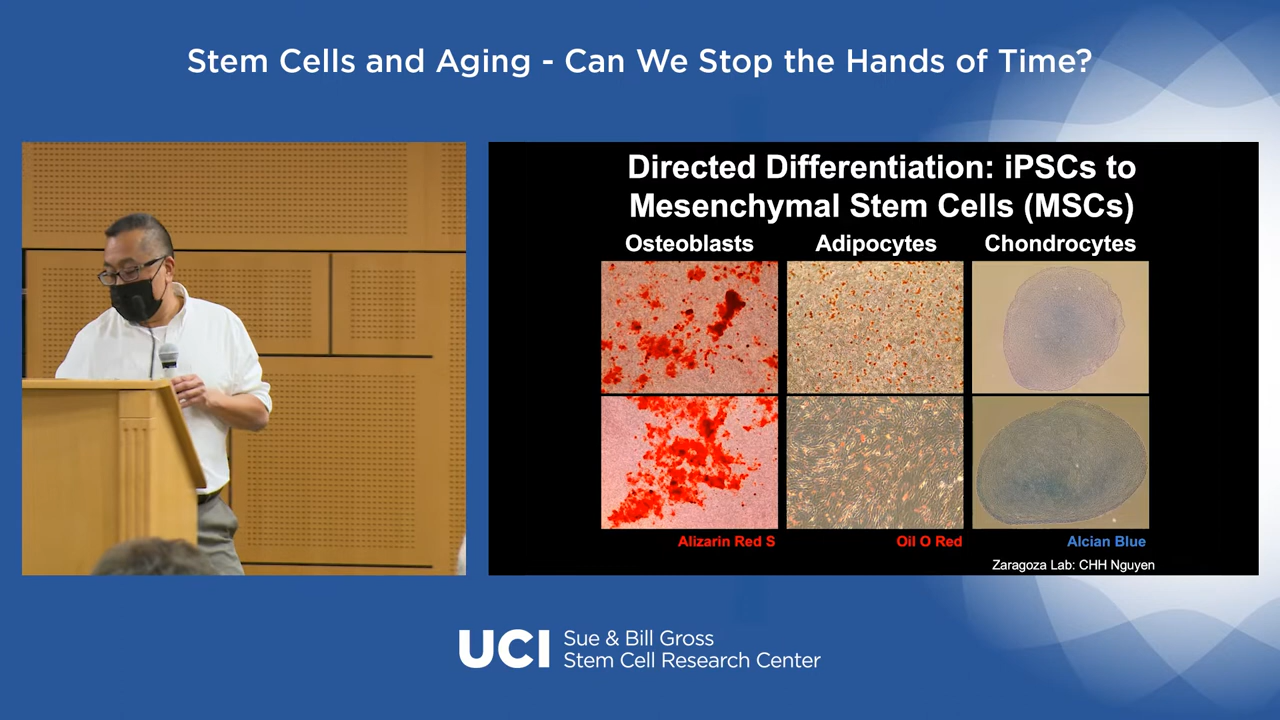 Stem Cells and Aging - Can We Stop the Hands of Time?
Directed Differentiation: iPSCs to
Mesenchymal Stem Cells (MSCs)
Osteoblasts Adipocytes Chondrocytes
Alizarin Red S Oil O Red Alcian Blue
Zaragoza Lab: CHH Nguyen
UCI Sue & Bill Gross
Stem Cell Research Center